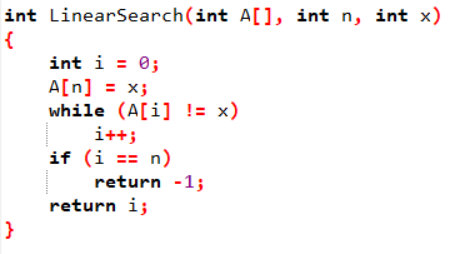 int LinearSearch(int A[], int n, int x)
{
    int i = 0;
    A[n] = x;
    while (A[i] != x)
        i++;
    if (i == n)
        return -1;
    return i;
}